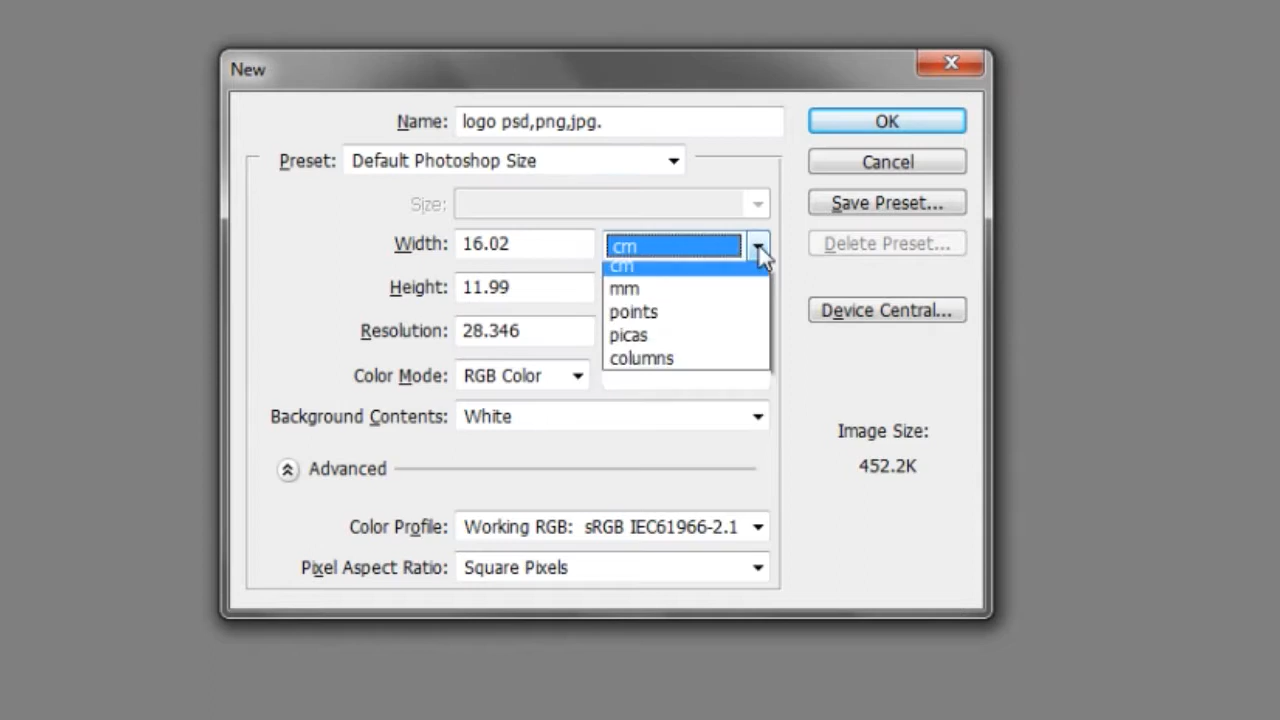 New
Name: logo psd,png,jpg. OK
Preset: Default Photoshop Size Cancel
Size: Save Preset...
Width: 16.02 cm Delete Preset...
cm
Height: 11.99 mm
points Device Central...
Resolution: 28.346 picas
columns
Color Mode: RGB Color
Background Contents: White Image Size:
Advanced 452.2K
Color Profile: Working RGB: sRGB IEC61966-2.1
Pixel Aspect Ratio: Square Pixels